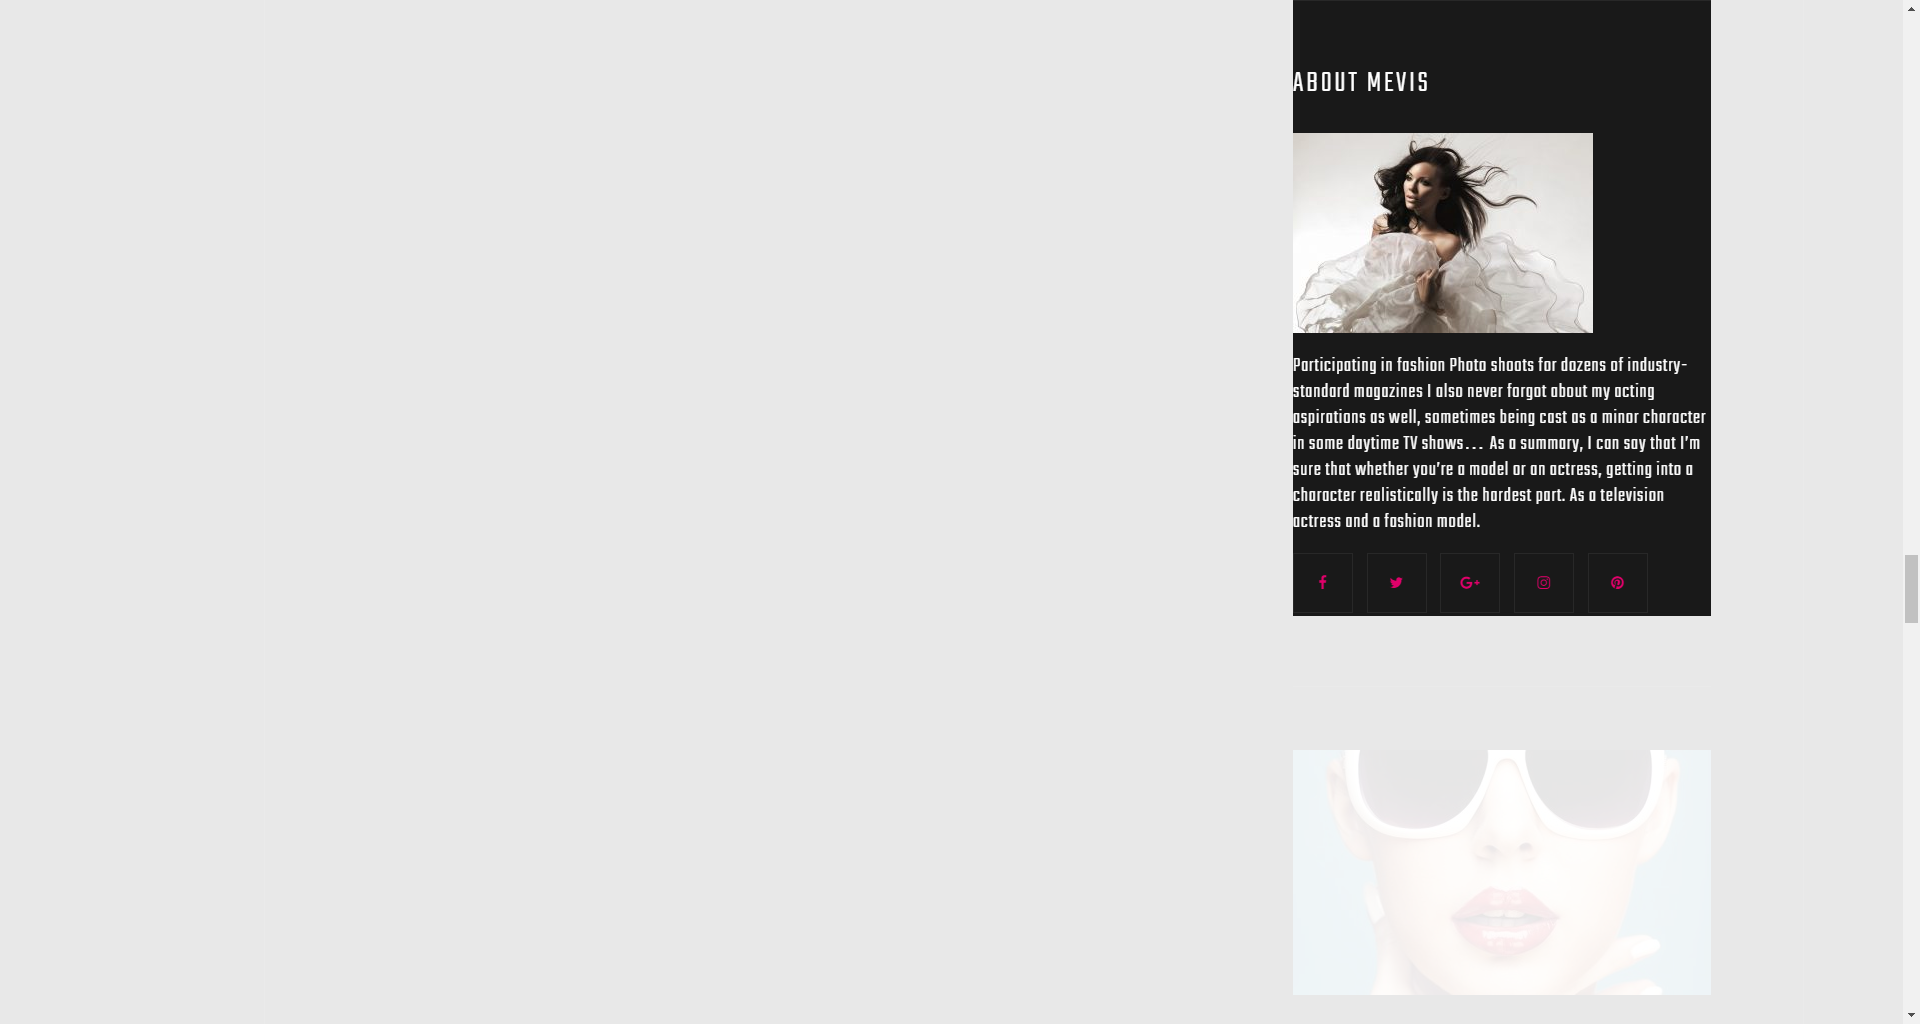 ABOUT MEVIS
Participating in fashion Photo shoots for dozens of industry-
standard magazines I also never forgot about my acting
aspirations as well, sometimes being cast as a minor character
in some daytime TV shows… As a summary, I can say that I’m
sure that whether you’re a model or an actress, getting into a
character realistically is the hardest part. As a television
actress and a fashion model.